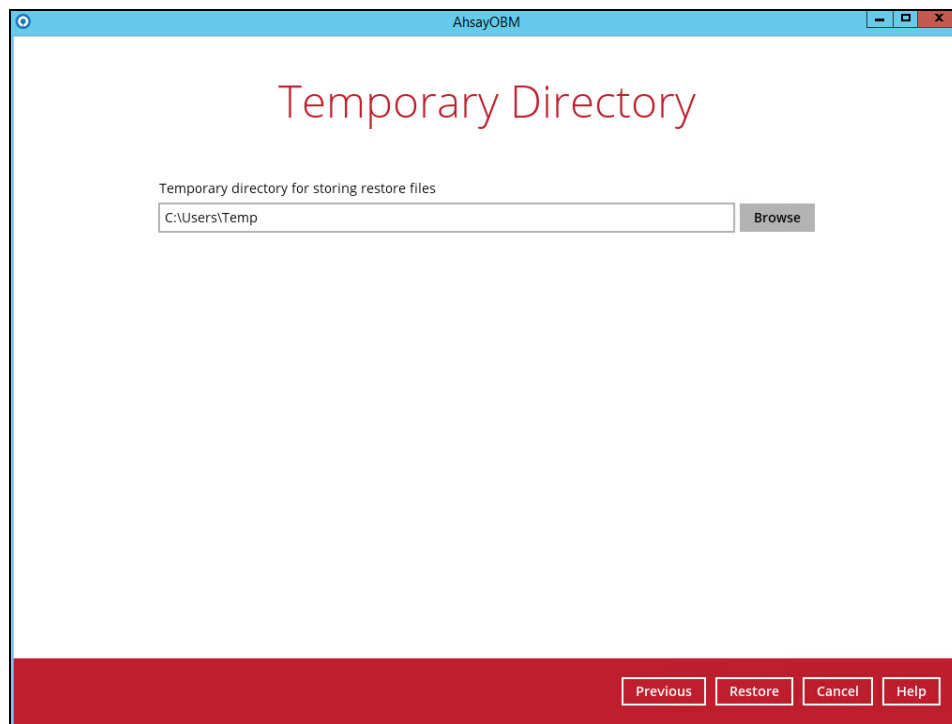 AhsayOBM
Temporary Directory
Temporary directory for storing restore files
C:\Users\Temp
Browse
Previous Restore Cancel Help